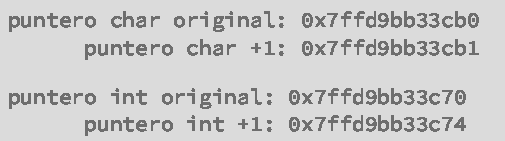 puntero char original: 0x7ffd9bb33cb0
puntero char +1: 0x7ffd9bb33cb1
puntero int original: 0x7ffd9bb33c70
puntero int +1: 0x7ffd9bb33c74